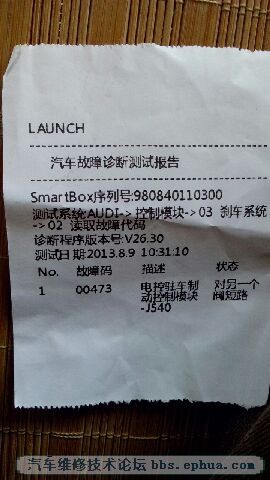 LAUNCH
汽车故障诊断测试报告
SmartBox序列号:980840110300
测试系统:AUDI-> 控制模块-> 03 刹车系统
-> 02 读取故障代码
诊断程序版本号:V26.30
测试日期:2013.8.9 10:31:10
No. 故障码 描述 状态
1 00473 电控驻车制 对另一个
动控制模块 阀短路
-J540
汽车维修技术论坛 bbs.ephua.com